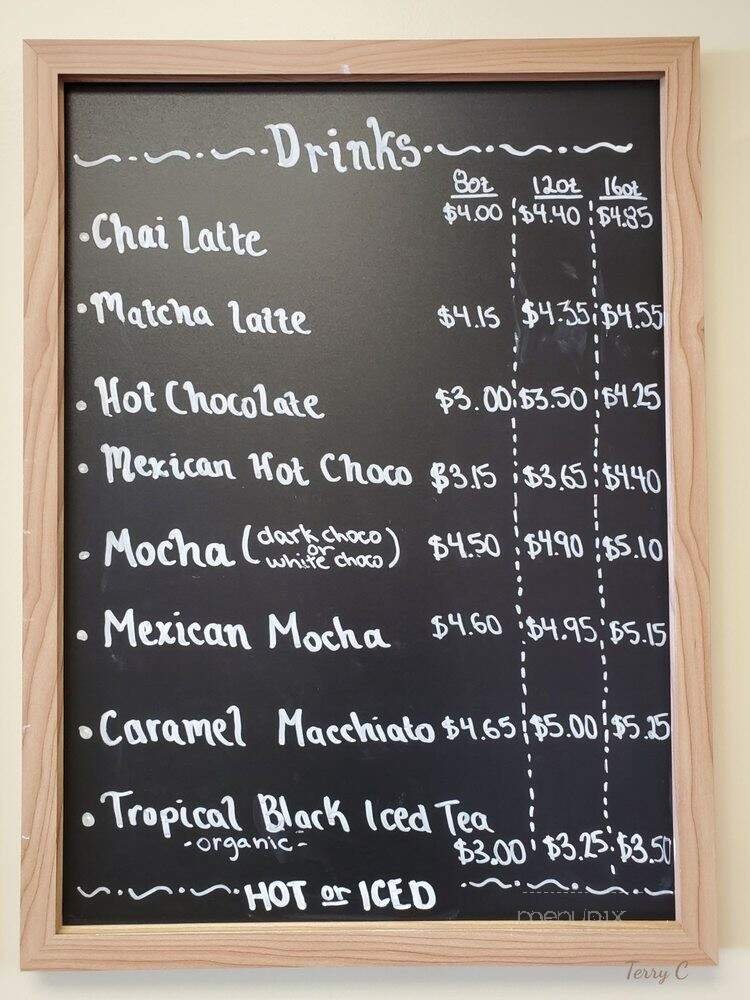 Drinks
8oz 12oz 16oz
Chai Latte $4.00 $4.40 $4.85
Matcha latte $4.15 $4.35 $4.55
Hot Chocolate $3.00 $3.50 $4.25
Mexican Hot Choco $3.15 $3.65 $4.40
Mocha (dark choco or white choco) $4.50 $4.90 $5.10
Mexican Mocha $4.60 $4.95 $5.15
Caramel Macchiato $4.65 $5.00 $5.25
Tropical Black Iced Tea
-organic- $3.00 $3.25 $3.50
HOT or ICED
menupix
Terry C